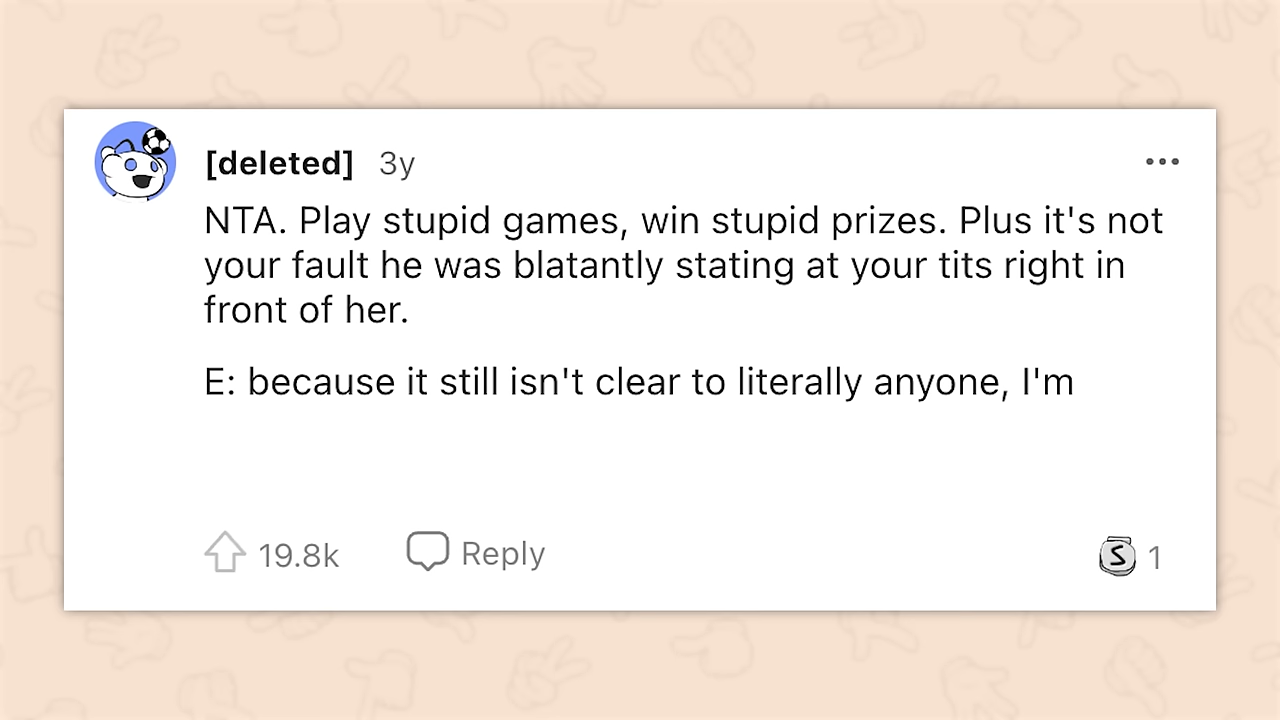 [deleted] 3y
NTA. Play stupid games, win stupid prizes. Plus it's not
your fault he was blatantly stating at your tits right in
front of her.
E: because it still isn't clear to literally anyone, I'm
19.8k Reply S 1